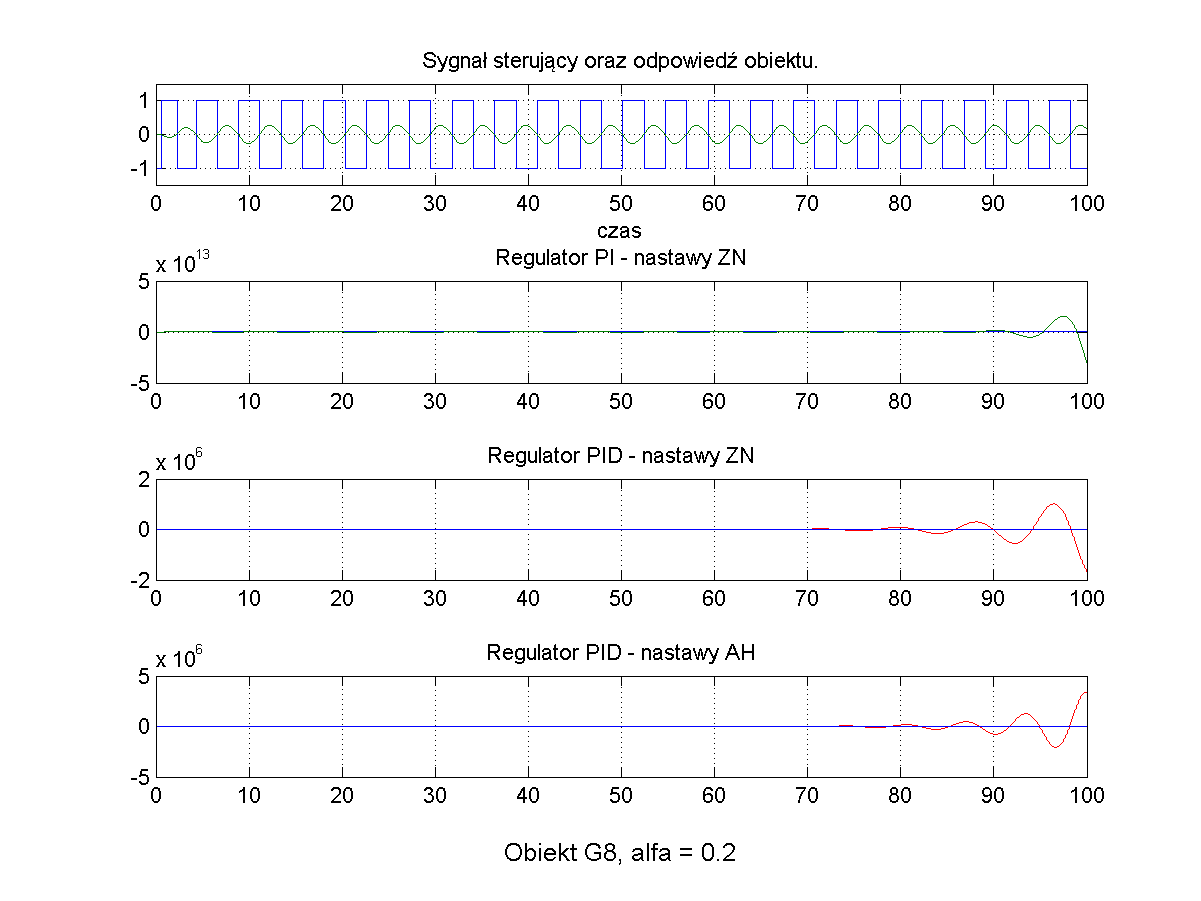 Sygnał sterujący oraz odpowiedź obiektu.
1
0
-1
0 10 20 30 40 50 60 70 80 90 100
czas
Regulator PI - nastawy ZN
x 10^13
5
0
-5
0 10 20 30 40 50 60 70 80 90 100
Regulator PID - nastawy ZN
x 10^6
2
0
-2
0 10 20 30 40 50 60 70 80 90 100
Regulator PID - nastawy AH
x 10^6
5
0
-5
0 10 20 30 40 50 60 70 80 90 100
Obiekt G8, alfa = 0.2